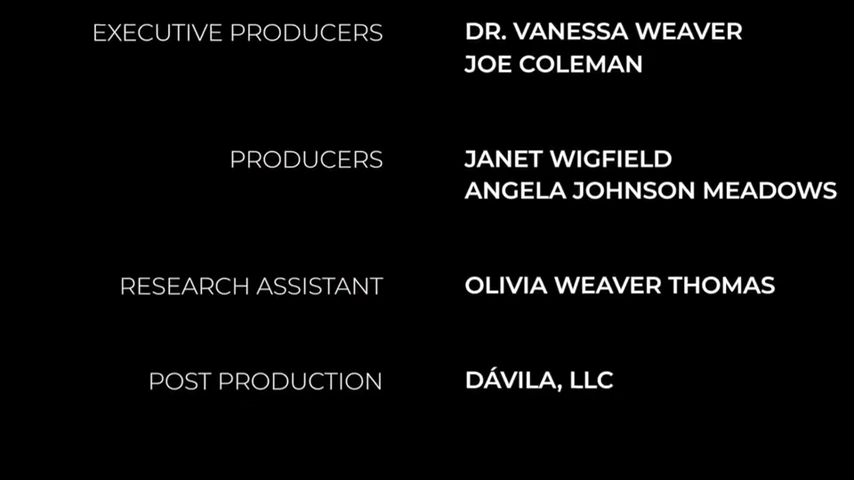 EXECUTIVE PRODUCERS DR. VANESSA WEAVER
JOE COLEMAN
PRODUCERS JANET WIGFIELD
ANGELA JOHNSON MEADOWS
RESEARCH ASSISTANT OLIVIA WEAVER THOMAS
POST PRODUCTION DÁVILA, LLC